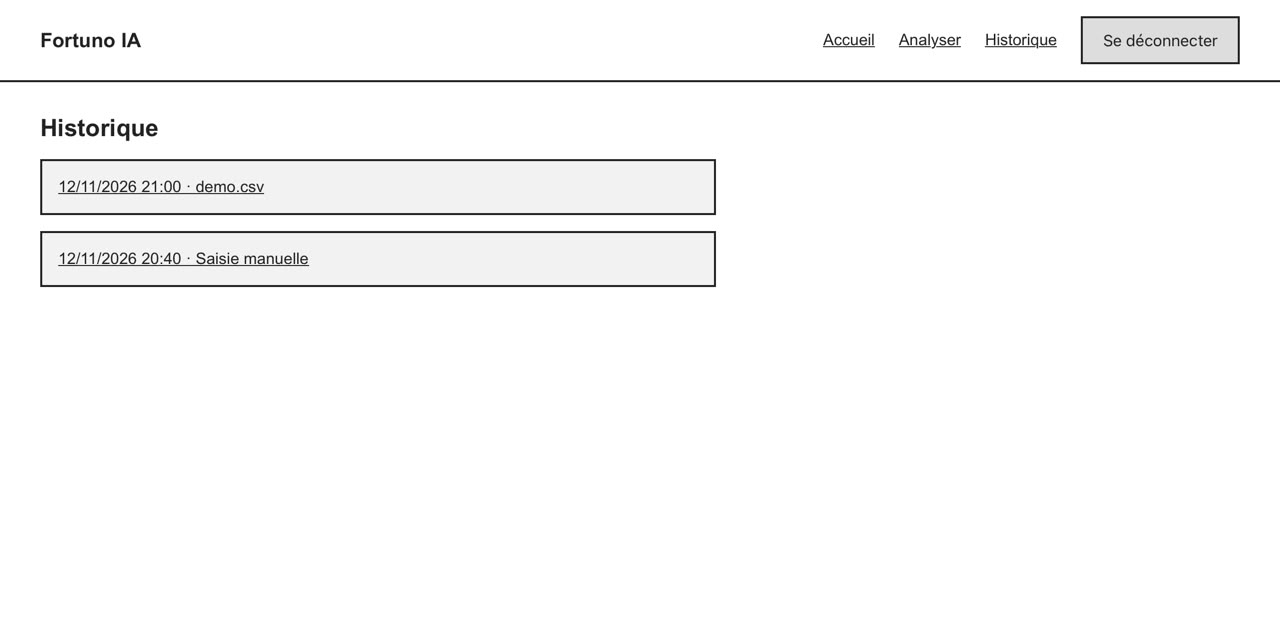 Fortuno IA
Accueil Analyser Historique Se déconnecter
Historique
12/11/2026 21:00 · demo.csv
12/11/2026 20:40 · Saisie manuelle